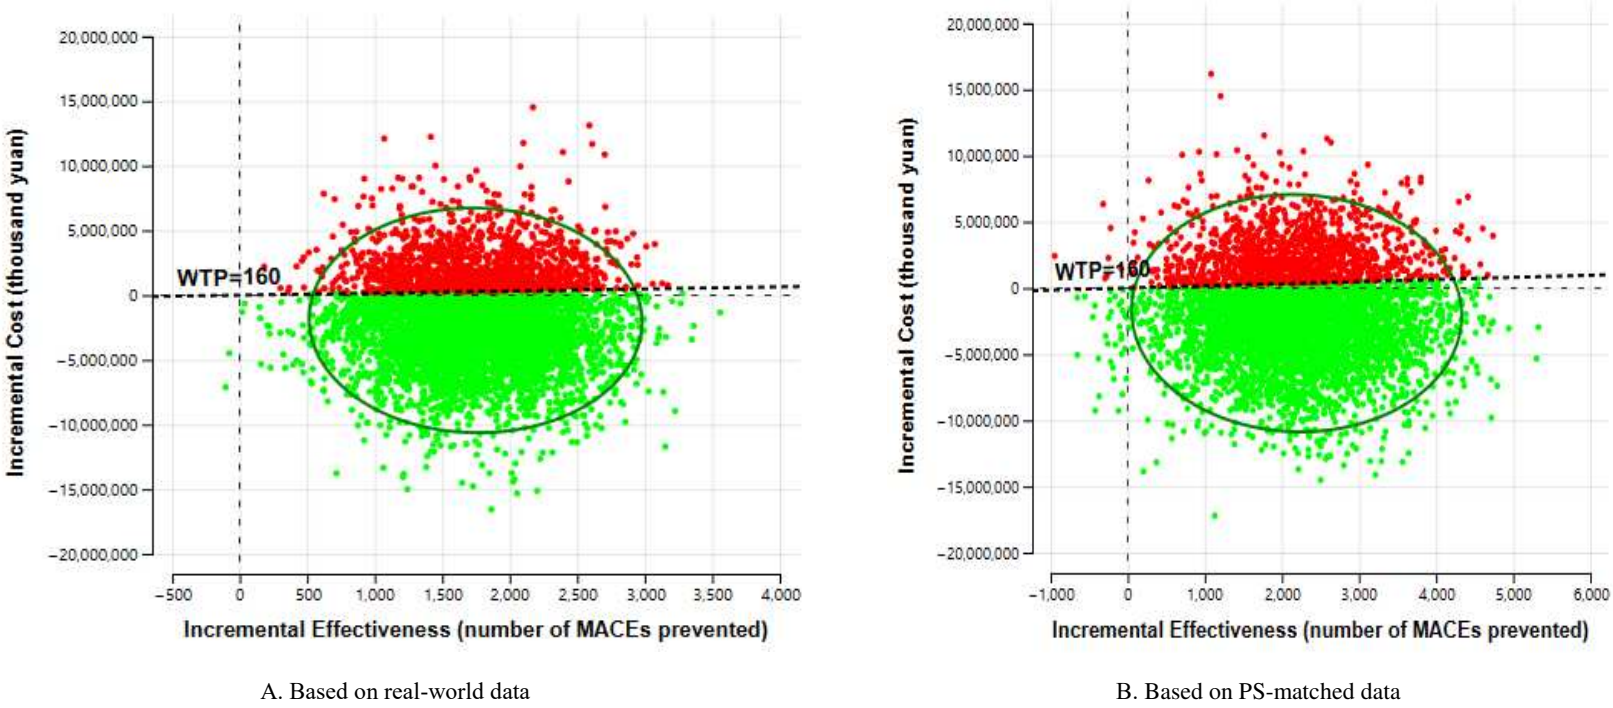 20,000,000
15,000,000
10,000,000
5,000,000
0
−5,000,000
−10,000,000
−15,000,000
−20,000,000
Incremental Cost (thousand yuan)
WTP=160
−500 0 500 1,000 1,500 2,000 2,500 3,000 3,500 4,000
Incremental Effectiveness (number of MACEs prevented)
A. Based on real-world data
20,000,000
15,000,000
10,000,000
5,000,000
0
−5,000,000
−10,000,000
−15,000,000
−20,000,000
Incremental Cost (thousand yuan)
WTP=160
−1,000 0 1,000 2,000 3,000 4,000 5,000 6,000
Incremental Effectiveness (number of MACEs prevented)
B. Based on PS-matched data